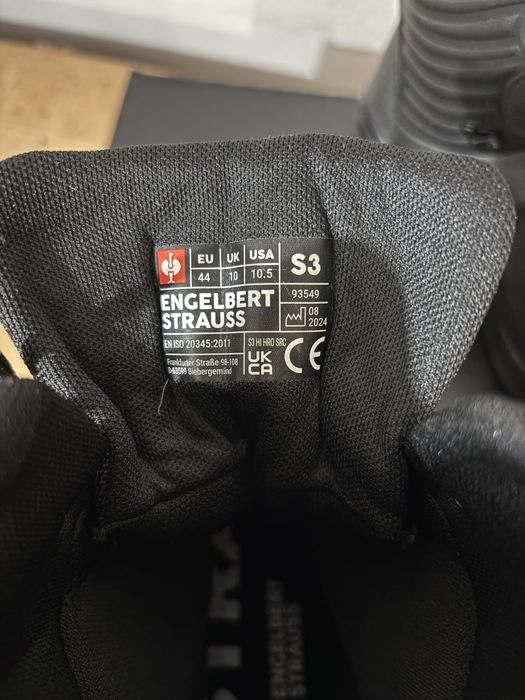 EU UK USA S3
44 10 10.5
93549
ENGELBERT
STRAUSS
08
2024
EN ISO 20345:2011
S3 HI HRO SRC
Frankfurter Straße 98-108
D-63599 Biebergemünd
UK
CA
CE
ENGELBERT
STRAUSS